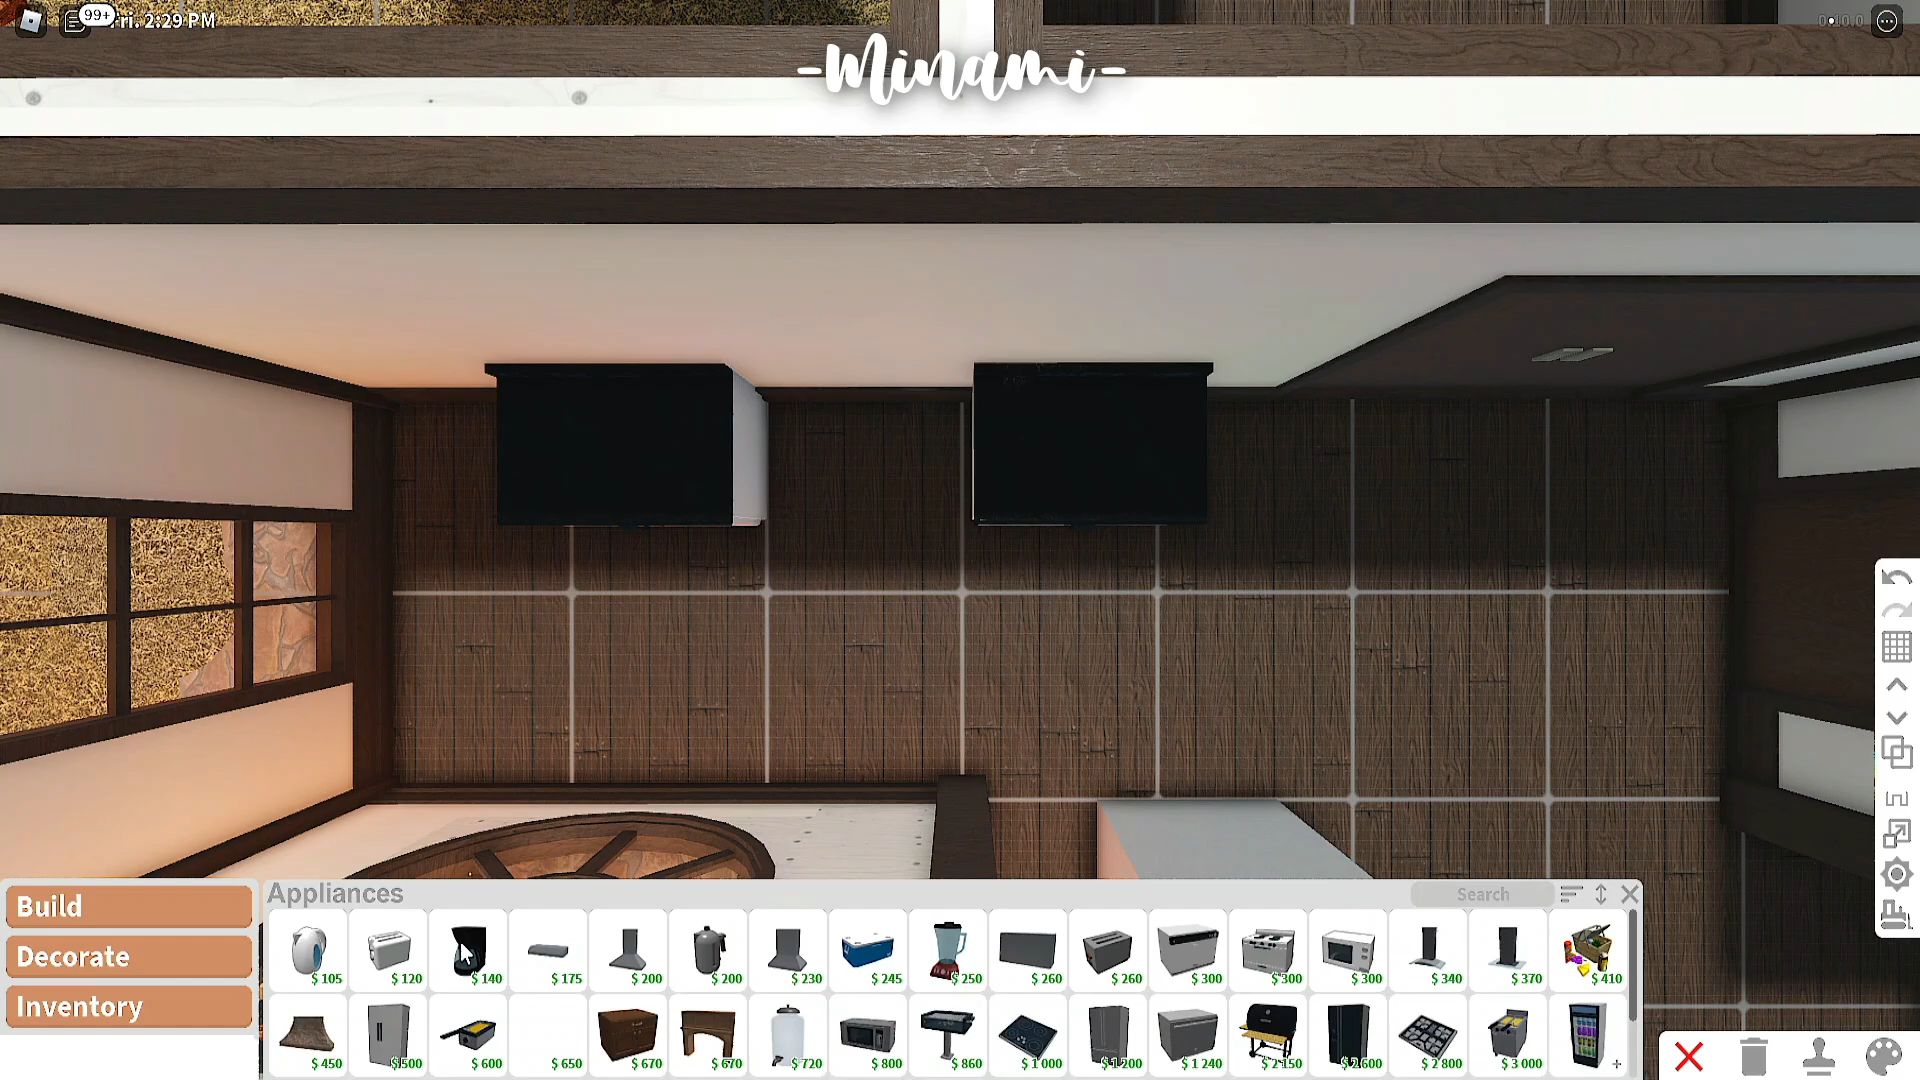 99+
Fri. 2:29 PM
-Minami-
Appliances
Search
Build
Decorate
Inventory
$ 105
$ 120
$ 140
$ 175
$ 200
$ 200
$ 230
$ 245
$ 250
$ 260
$ 260
$ 300
$ 300
$ 300
$ 340
$ 370
$ 410
$ 450
$ 500
$ 600
$ 650
$ 670
$ 670
$ 720
$ 800
$ 860
$ 1 000
$ 1 200
$ 1 240
$ 2 150
$ 2 600
$ 2 800
$ 3 000
+